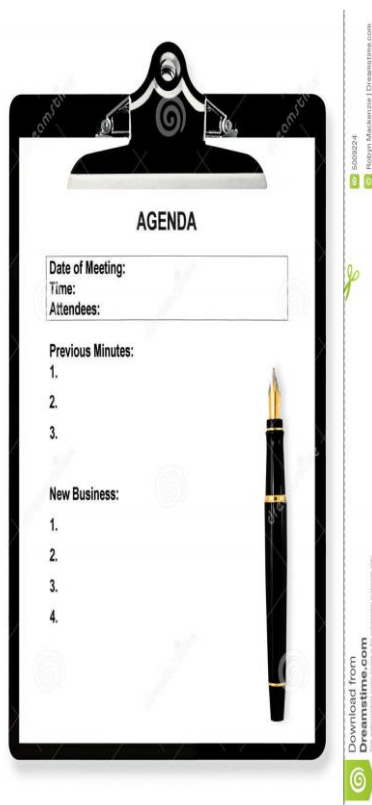 AGENDA
Date of Meeting:
Time:
Attendees:
Previous Minutes:
1.
2.
3.
New Business:
1.
2.
3.
4.
5009224
Robyn Mackenzie | Dreamstime.com
Download from
Dreamstime.com